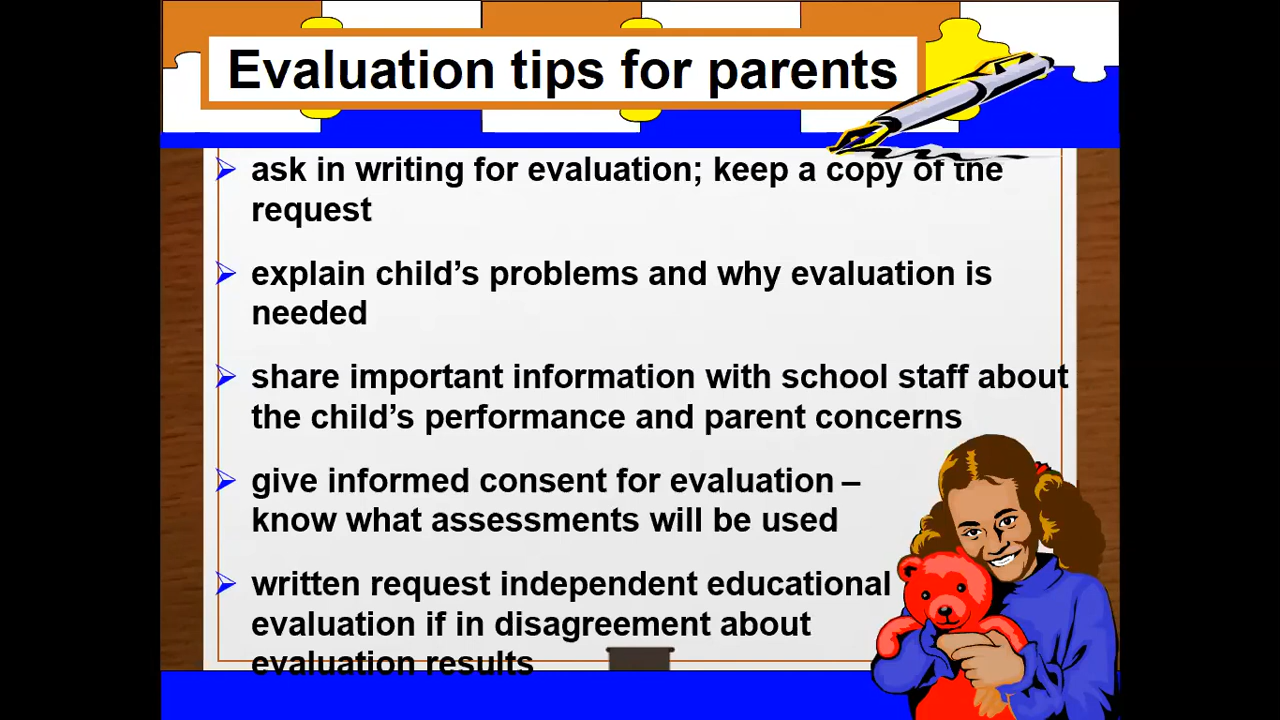 Evaluation tips for parents
ask in writing for evaluation; keep a copy of the
request
explain child’s problems and why evaluation is
needed
share important information with school staff about
the child’s performance and parent concerns
give informed consent for evaluation –
know what assessments will be used
written request independent educational
evaluation if in disagreement about
evaluation results